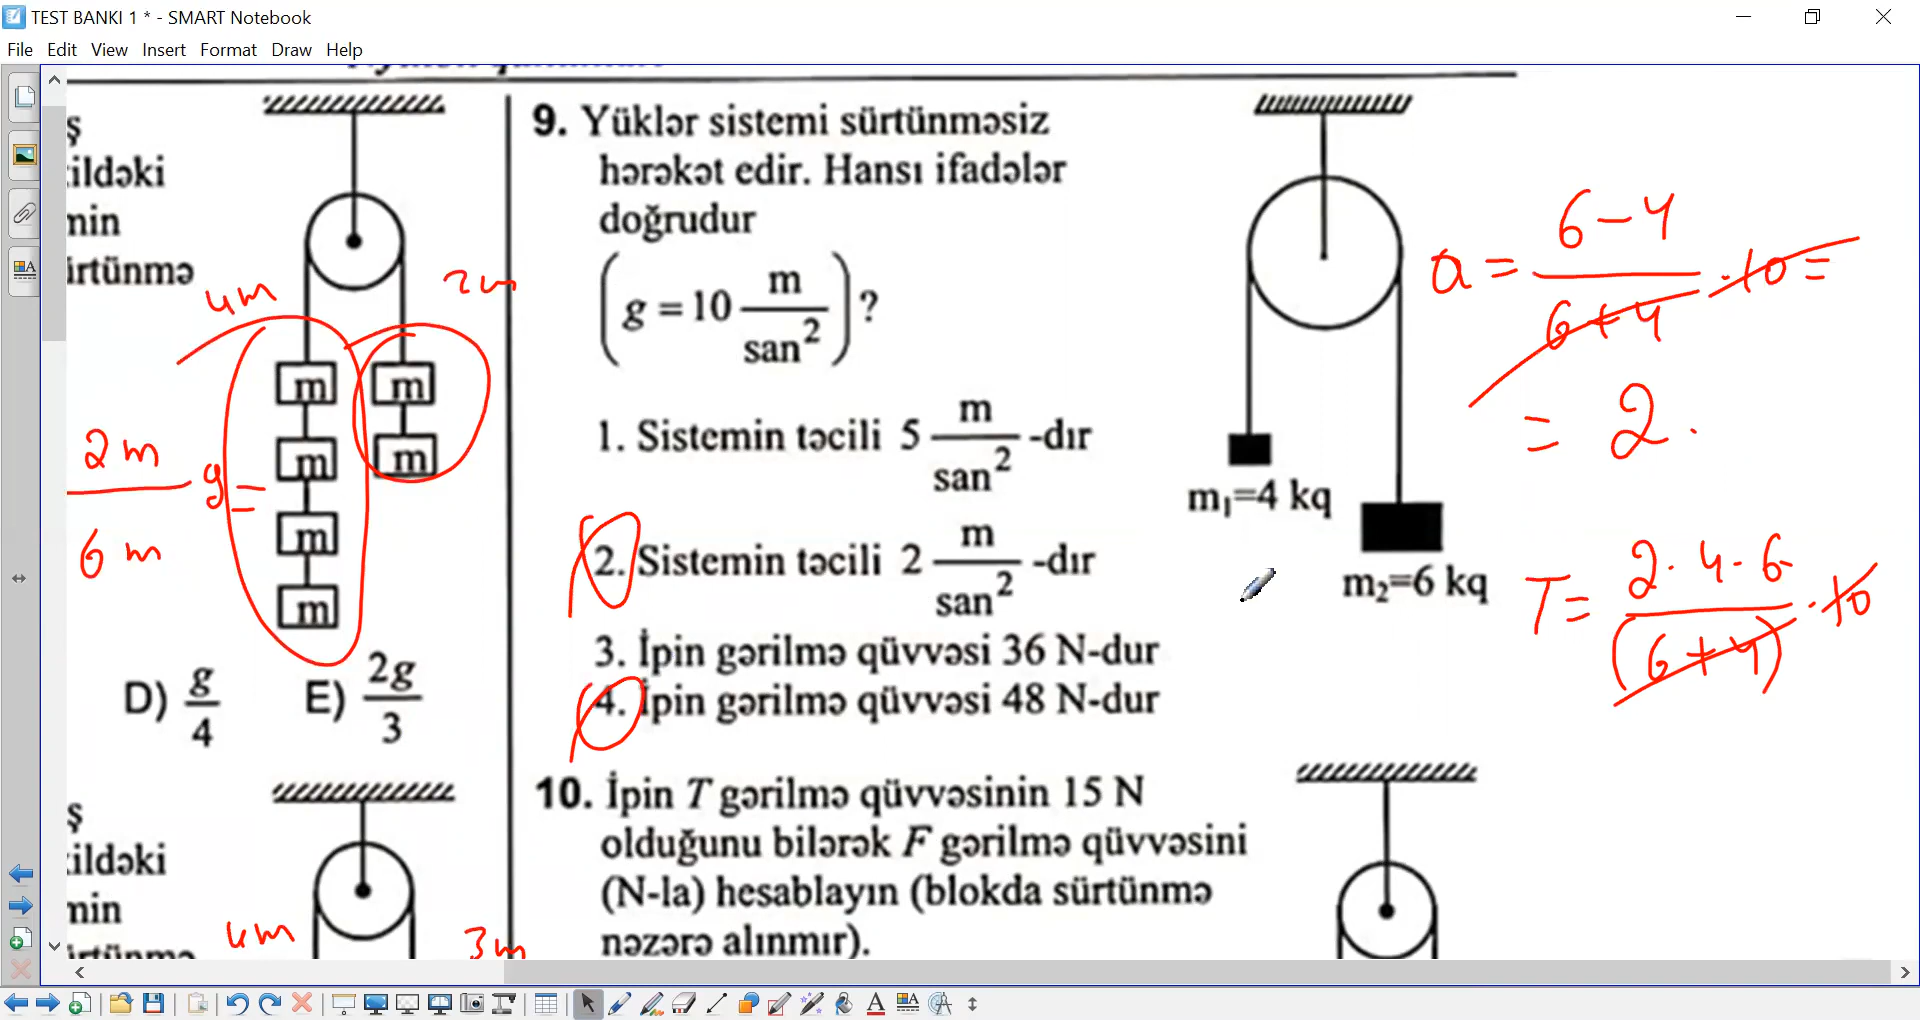 TEST BANKI 1 * - SMART Notebook
File Edit View Insert Format Draw Help
ş
ildəki
min
irtünmə
4m
2m
m m
m m
m
m
2m
6m
g =
D) g/4 E) 2g/3
ş
ildəki
min
4m
3m
9. Yüklər sistemi sürtünməsiz
hərəkət edir. Hansı ifadələr
doğrudur
(g = 10 m/san²)?
1. Sistemin təcili 5 m/san² -dır
2. Sistemin təcili 2 m/san² -dır
3. İpin gərilmə qüvvəsi 36 N-dur
4. İpin gərilmə qüvvəsi 48 N-dur
m₁=4 kq
m₂=6 kq
a = (6-4)/(6+4) · 10 =
= 2.
T = (2·4·6)/(6+4) · 10
10. İpin T gərilmə qüvvəsinin 15 N
olduğunu bilərək F gərilmə qüvvəsini
(N-la) hesablayın (blokda sürtünmə
nəzərə alınmır).